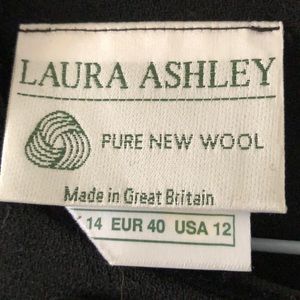 LAURA ASHLEY
PURE NEW WOOL
Made in Great Britain
14 EUR 40 USA 12